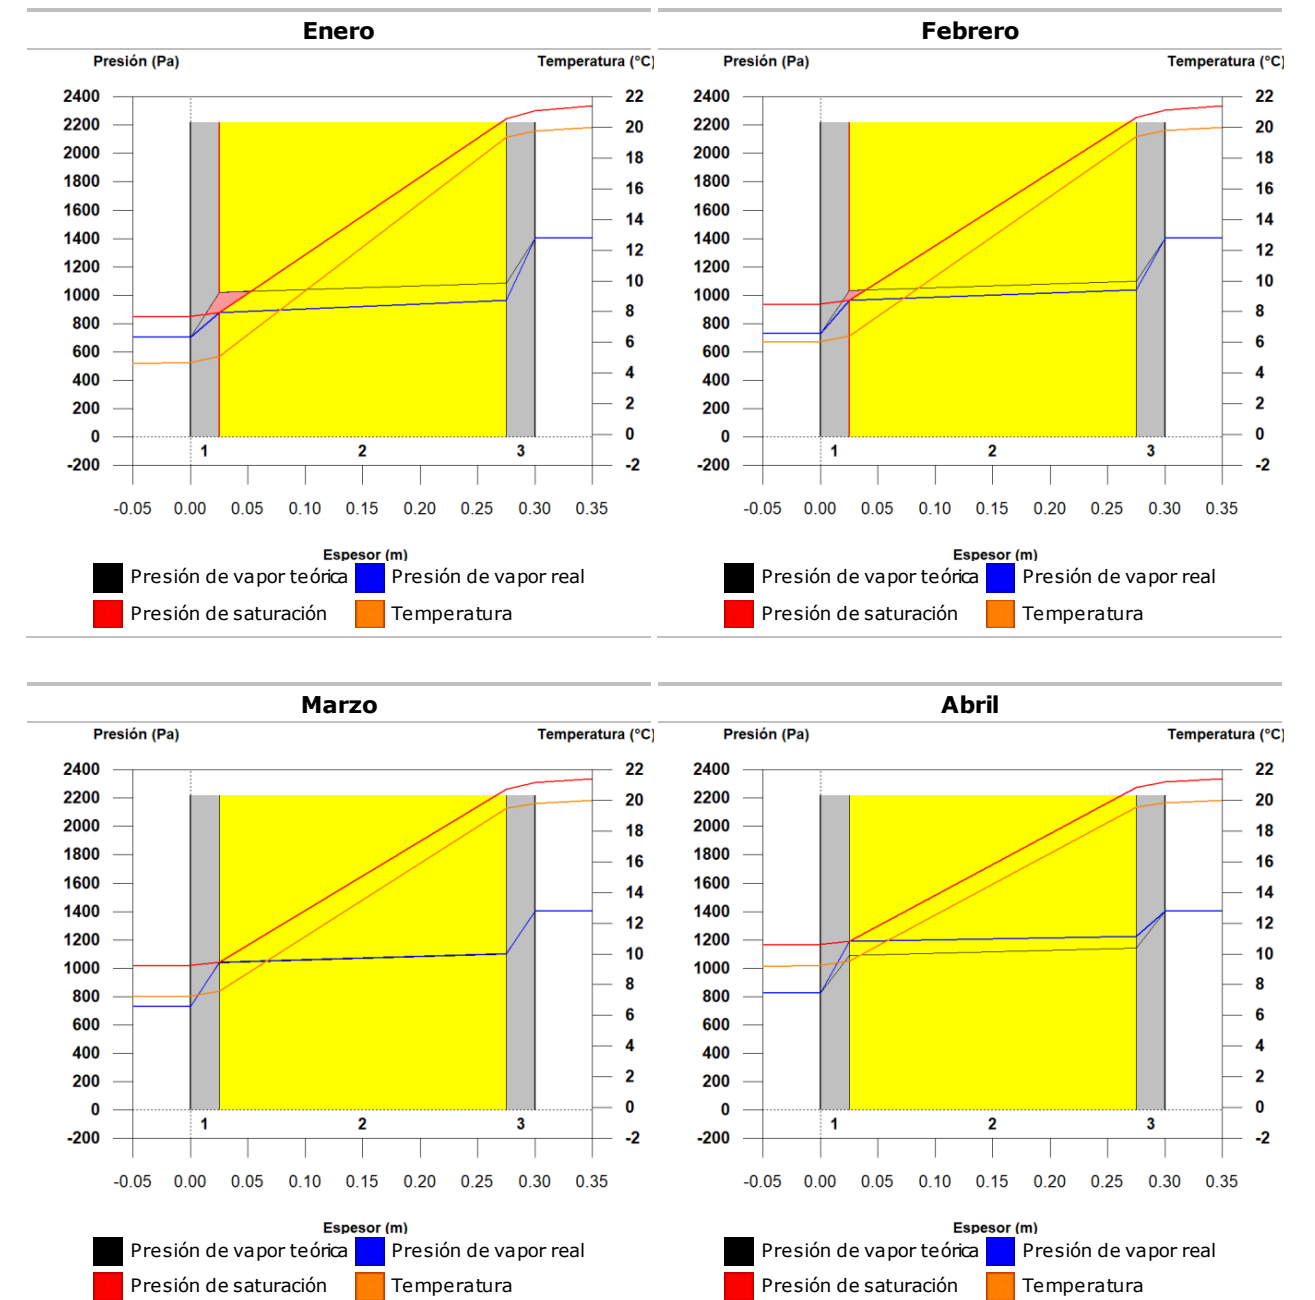 Enero
Presión (Pa) Temperatura (°C)
2400 22
2200 20
2000 18
1800 16
1600 14
1400 12
1200 10
1000 8
800 6
600 4
400 2
200 0
0
-200 -2
1 2 3
-0.05 0.00 0.05 0.10 0.15 0.20 0.25 0.30 0.35
Espesor (m)
Presión de vapor teórica Presión de vapor real
Presión de saturación Temperatura
Febrero
Presión (Pa) Temperatura (°C)
2400 22
2200 20
2000 18
1800 16
1600 14
1400 12
1200 10
1000 8
800 6
600 4
400 2
200 0
0
-200 -2
1 2 3
-0.05 0.00 0.05 0.10 0.15 0.20 0.25 0.30 0.35
Espesor (m)
Presión de vapor teórica Presión de vapor real
Presión de saturación Temperatura
Marzo
Presión (Pa) Temperatura (°C)
2400 22
2200 20
2000 18
1800 16
1600 14
1400 12
1200 10
1000 8
800 6
600 4
400 2
200 0
0
-200 -2
1 2 3
-0.05 0.00 0.05 0.10 0.15 0.20 0.25 0.30 0.35
Espesor (m)
Presión de vapor teórica Presión de vapor real
Presión de saturación Temperatura
Abril
Presión (Pa) Temperatura (°C)
2400 22
2200 20
2000 18
1800 16
1600 14
1400 12
1200 10
1000 8
800 6
600 4
400 2
200 0
0
-200 -2
1 2 3
-0.05 0.00 0.05 0.10 0.15 0.20 0.25 0.30 0.35
Espesor (m)
Presión de vapor teórica Presión de vapor real
Presión de saturación Temperatura